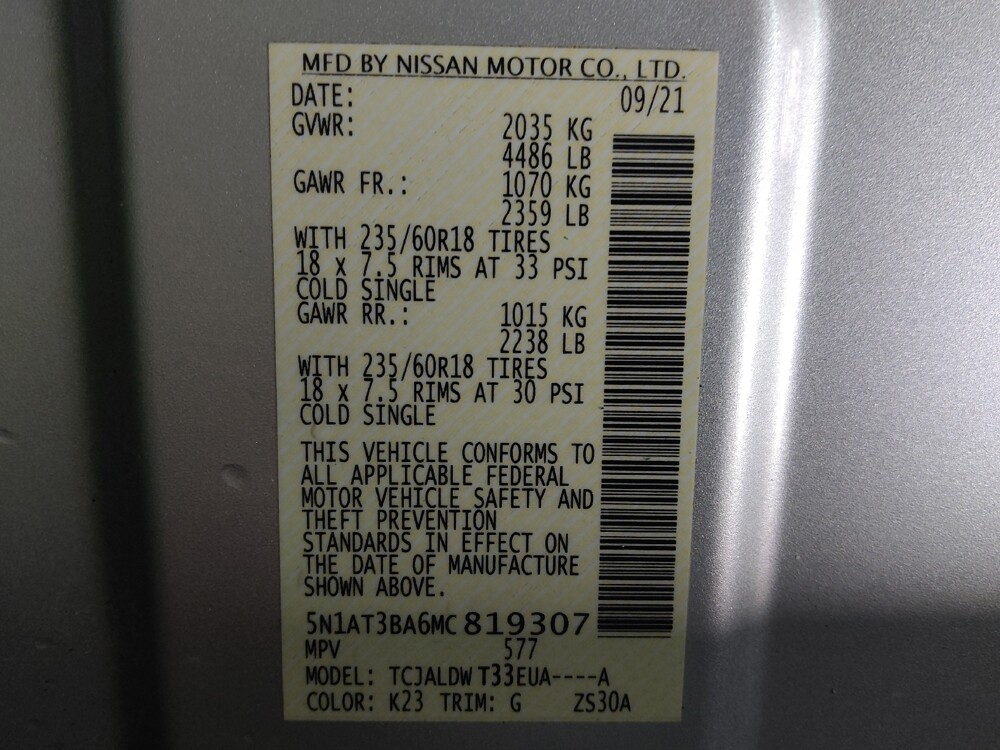 MFD BY NISSAN MOTOR CO., LTD.
DATE: 09/21
GVWR: 2035 KG
4486 LB
GAWR FR.: 1070 KG
2359 LB
WITH 235/60R18 TIRES
18 x 7.5 RIMS AT 33 PSI
COLD SINGLE
GAWR RR.: 1015 KG
2238 LB
WITH 235/60R18 TIRES
18 x 7.5 RIMS AT 30 PSI
COLD SINGLE
THIS VEHICLE CONFORMS TO
ALL APPLICABLE FEDERAL
MOTOR VEHICLE SAFETY AND
THEFT PREVENTION
STANDARDS IN EFFECT ON
THE DATE OF MANUFACTURE
SHOWN ABOVE.
5N1AT3BA6MC 819307
MPV 577
MODEL: TCJALDW T33EUA----A
COLOR: K23 TRIM: G ZS30A